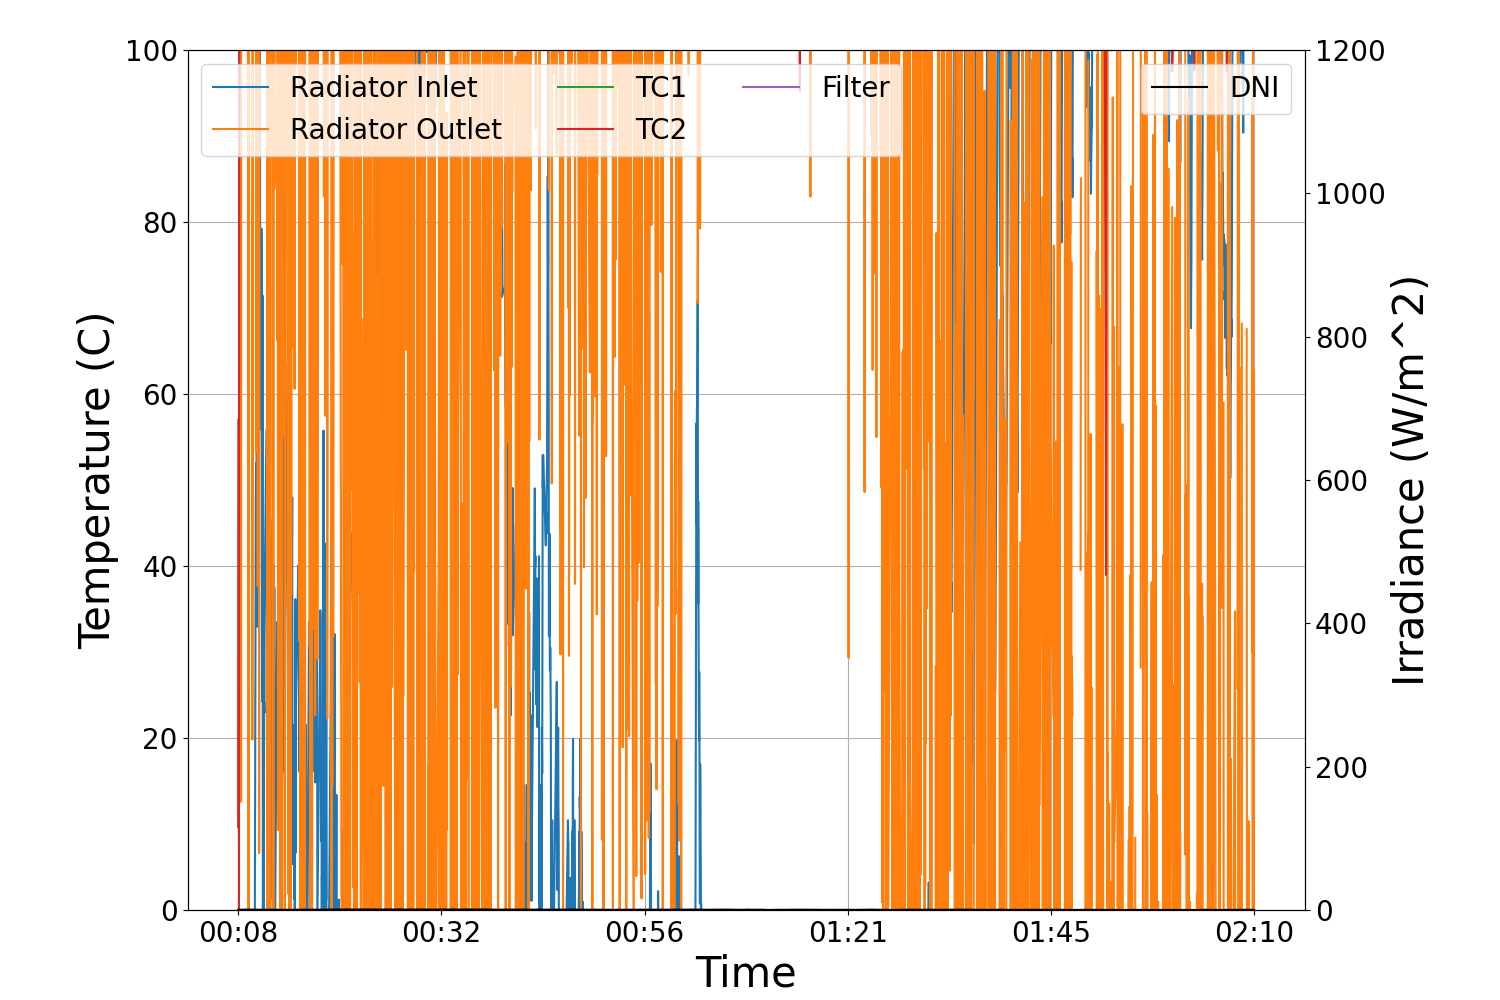 Radiator Inlet
Radiator Outlet
TC1
TC2
Filter
DNI
Temperature (C)
100
80
60
40
20
0
Irradiance (W/m^2)
1200
1000
800
600
400
200
0
00:08 00:32 00:56 01:21 01:45 02:10
Time